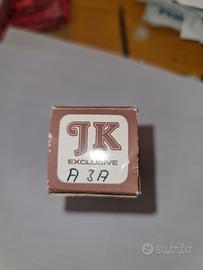 JK
EXCLUSIVE
A 3A
subito